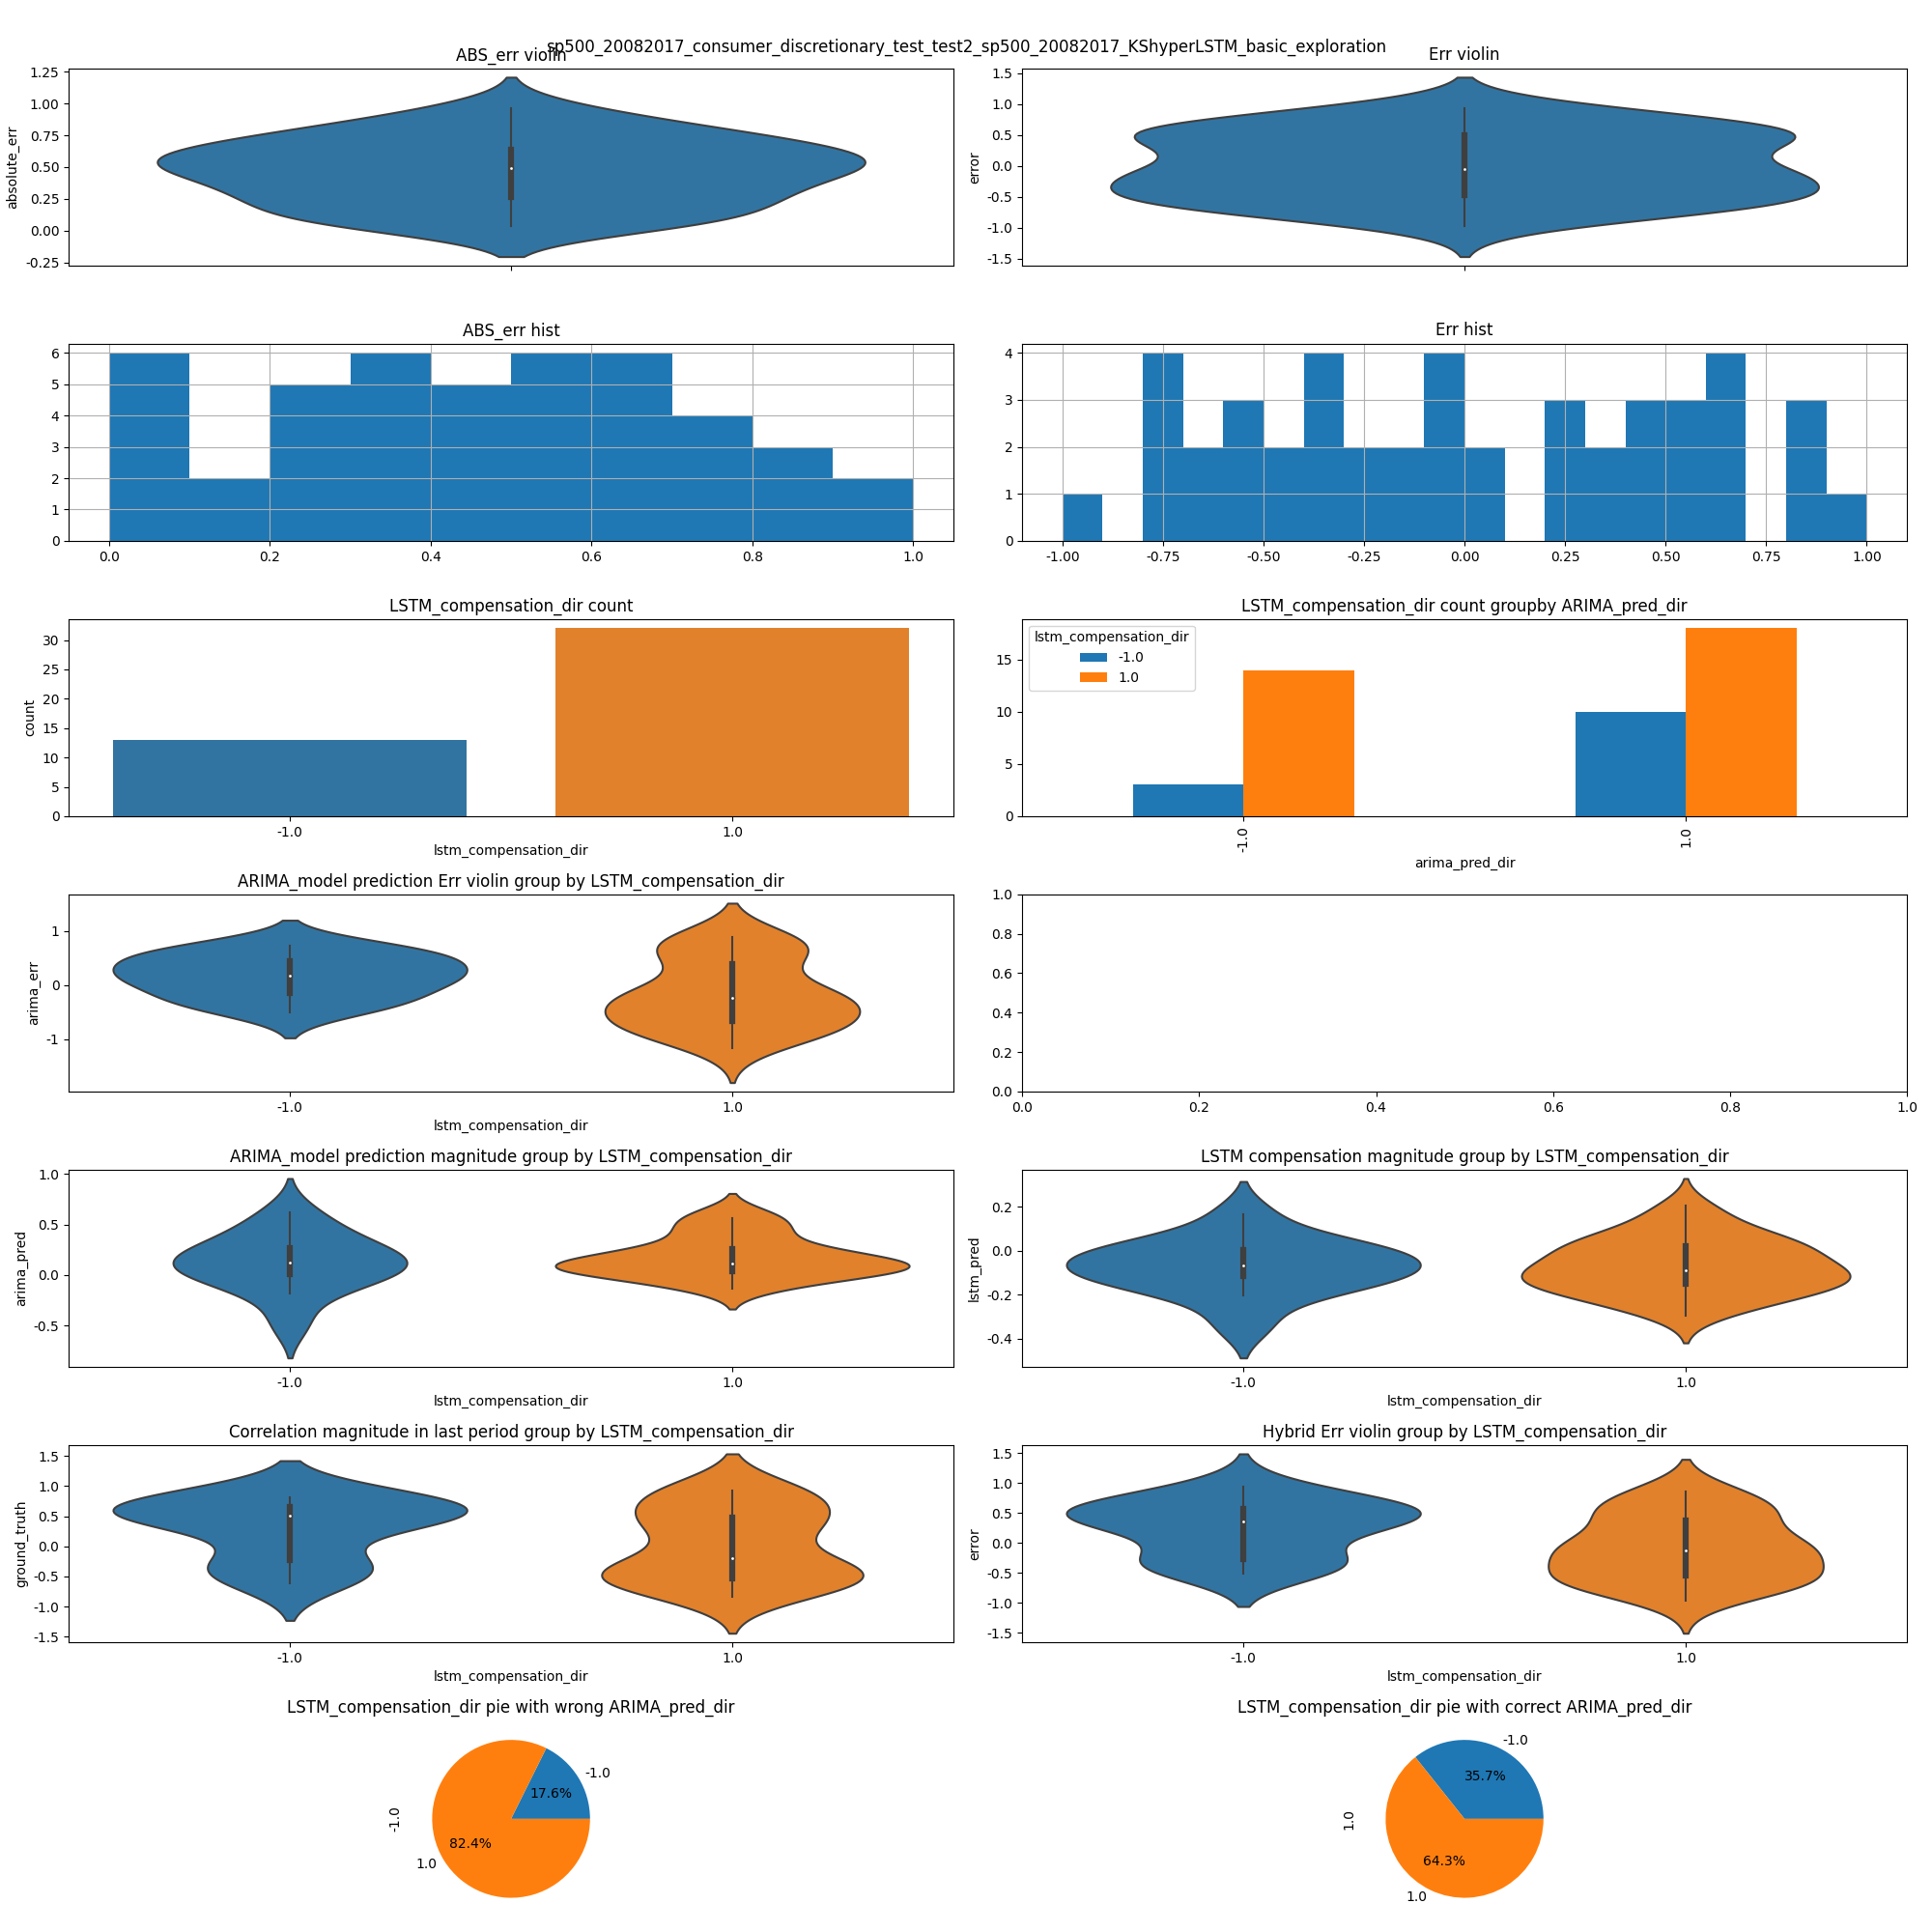 sp500_20082017_consumer_discretionary_test_test2_sp500_20082017_KShyperLSTM_basic_exploration
ABS_err violin
absolute_err
1.25
1.00
0.75
0.50
0.25
0.00
-0.25
Err violin
error
1.5
1.0
0.5
0.0
-0.5
-1.0
-1.5
ABS_err hist
6
5
4
3
2
1
0
0.0 0.2 0.4 0.6 0.8 1.0
Err hist
4
3
2
1
0
-1.00 -0.75 -0.50 -0.25 0.00 0.25 0.50 0.75 1.00
LSTM_compensation_dir count
count
30
25
20
15
10
5
0
-1.0 1.0
lstm_compensation_dir
LSTM_compensation_dir count groupby ARIMA_pred_dir
lstm_compensation_dir
-1.0
1.0
15
10
5
0
-1.0 1.0
arima_pred_dir
ARIMA_model prediction Err violin group by LSTM_compensation_dir
arima_err
1
0
-1
-1.0 1.0
lstm_compensation_dir
1.0
0.8
0.6
0.4
0.2
0.0
0.0 0.2 0.4 0.6 0.8 1.0
ARIMA_model prediction magnitude group by LSTM_compensation_dir
arima_pred
1.0
0.5
0.0
-0.5
-1.0 1.0
lstm_compensation_dir
LSTM compensation magnitude group by LSTM_compensation_dir
lstm_pred
0.2
0.0
-0.2
-0.4
-1.0 1.0
lstm_compensation_dir
Correlation magnitude in last period group by LSTM_compensation_dir
ground_truth
1.5
1.0
0.5
0.0
-0.5
-1.0
-1.5
-1.0 1.0
lstm_compensation_dir
Hybrid Err violin group by LSTM_compensation_dir
error
1.5
1.0
0.5
0.0
-0.5
-1.0
-1.5
-1.0 1.0
lstm_compensation_dir
LSTM_compensation_dir pie with wrong ARIMA_pred_dir
-1.0
-1.0
17.6%
82.4%
1.0
LSTM_compensation_dir pie with correct ARIMA_pred_dir
1.0
-1.0
35.7%
64.3%
1.0